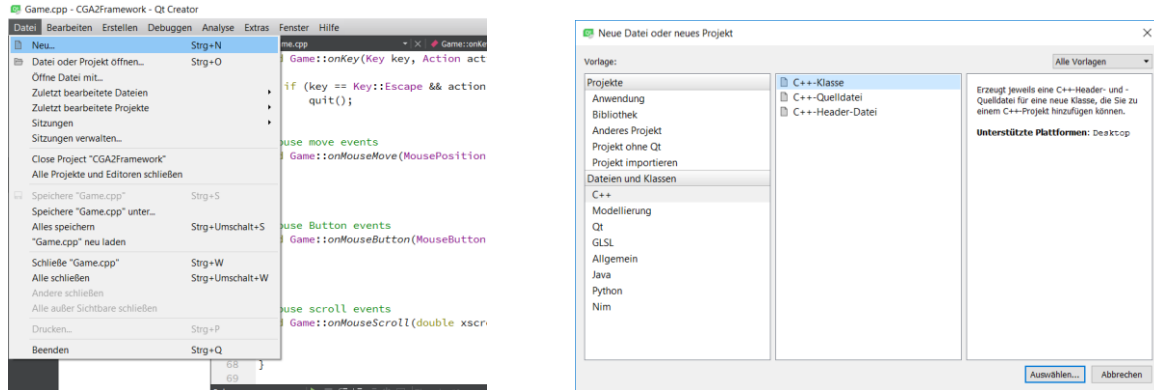 Game.cpp - CGA2Framework - Qt Creator
Datei Bearbeiten Erstellen Debuggen Analyse Extras Fenster Hilfe
Neu... Strg+N
Datei oder Projekt öffnen... Strg+O
Öffne Datei mit...
Zuletzt bearbeitete Dateien
Zuletzt bearbeitete Projekte
Sitzungen
Sitzungen verwalten...
Close Project "CGA2Framework"
Alle Projekte und Editoren schließen
Speichere "Game.cpp" Strg+S
Speichere "Game.cpp" unter...
Alles speichern Strg+Umschalt+S
"Game.cpp" neu laden
Schließe "Game.cpp" Strg+W
Alle schließen Strg+Umschalt+W
Andere schließen
Alle außer Sichtbare schließen
Drucken... Strg+P
Beenden Strg+Q
me.cpp Game::onKe
Game::onKey(Key key, Action act
if (key == Key::Escape && action
quit();
use move events
Game::onMouseMove(MousePosition
use Button events
Game::onMouseButton(MouseButton
use scroll events
Game::onMouseScroll(double xscr
68 }
69
Neue Datei oder neues Projekt
Vorlage: Alle Vorlagen
Projekte
Anwendung
Bibliothek
Anderes Projekt
Projekt ohne Qt
Projekt importieren
Dateien und Klassen
C++
Modellierung
Qt
GLSL
Allgemein
Java
Python
Nim
C++-Klasse
C++-Quelldatei
C++-Header-Datei
Erzeugt jeweils eine C++-Header- und -
Quelldatei für eine neue Klasse, die Sie zu
einem C++-Projekt hinzufügen können.
Unterstützte Plattformen: Desktop
Auswählen... Abbrechen